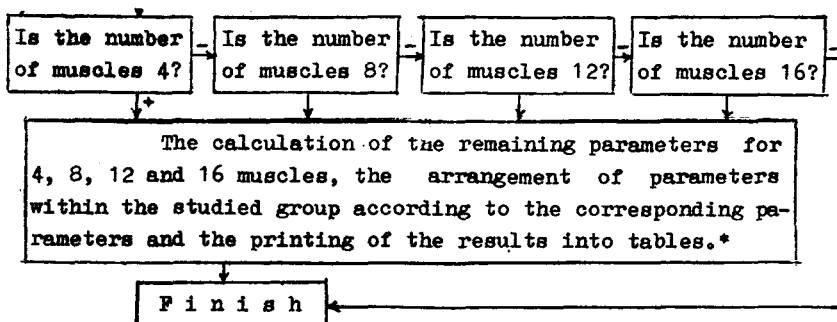 Is the number
of muscles 4?
-
Is the number
of muscles 8?
-
Is the number
of muscles 12?
-
Is the number
of muscles 16?
-
+
The calculation of the remaining parameters for
4, 8, 12 and 16 muscles, the arrangement of parameters
within the studied group according to the corresponding pa-
rameters and the printing of the results into tables.*
Finish